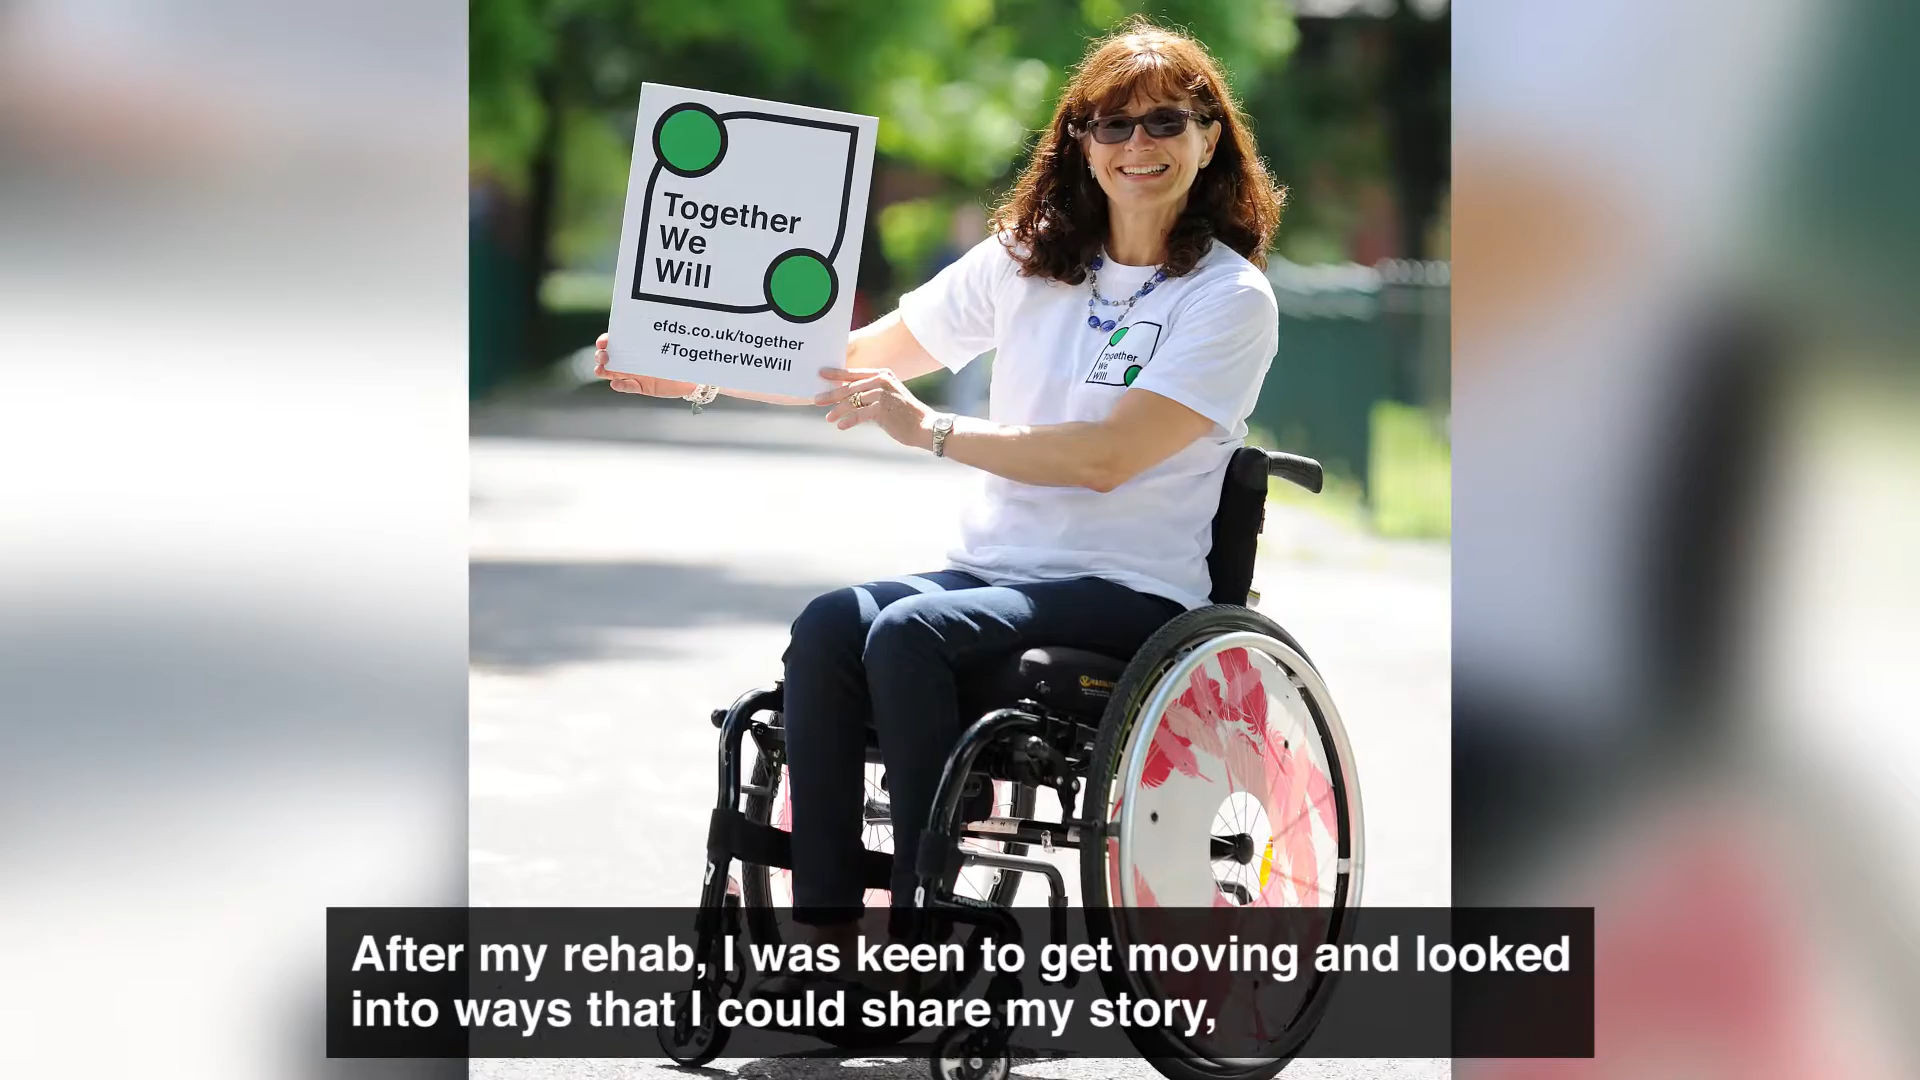 Together
We
Will
efds.co.uk/together
#TogetherWeWill
Together
We
Will
After my rehab, I was keen to get moving and looked
into ways that I could share my story,